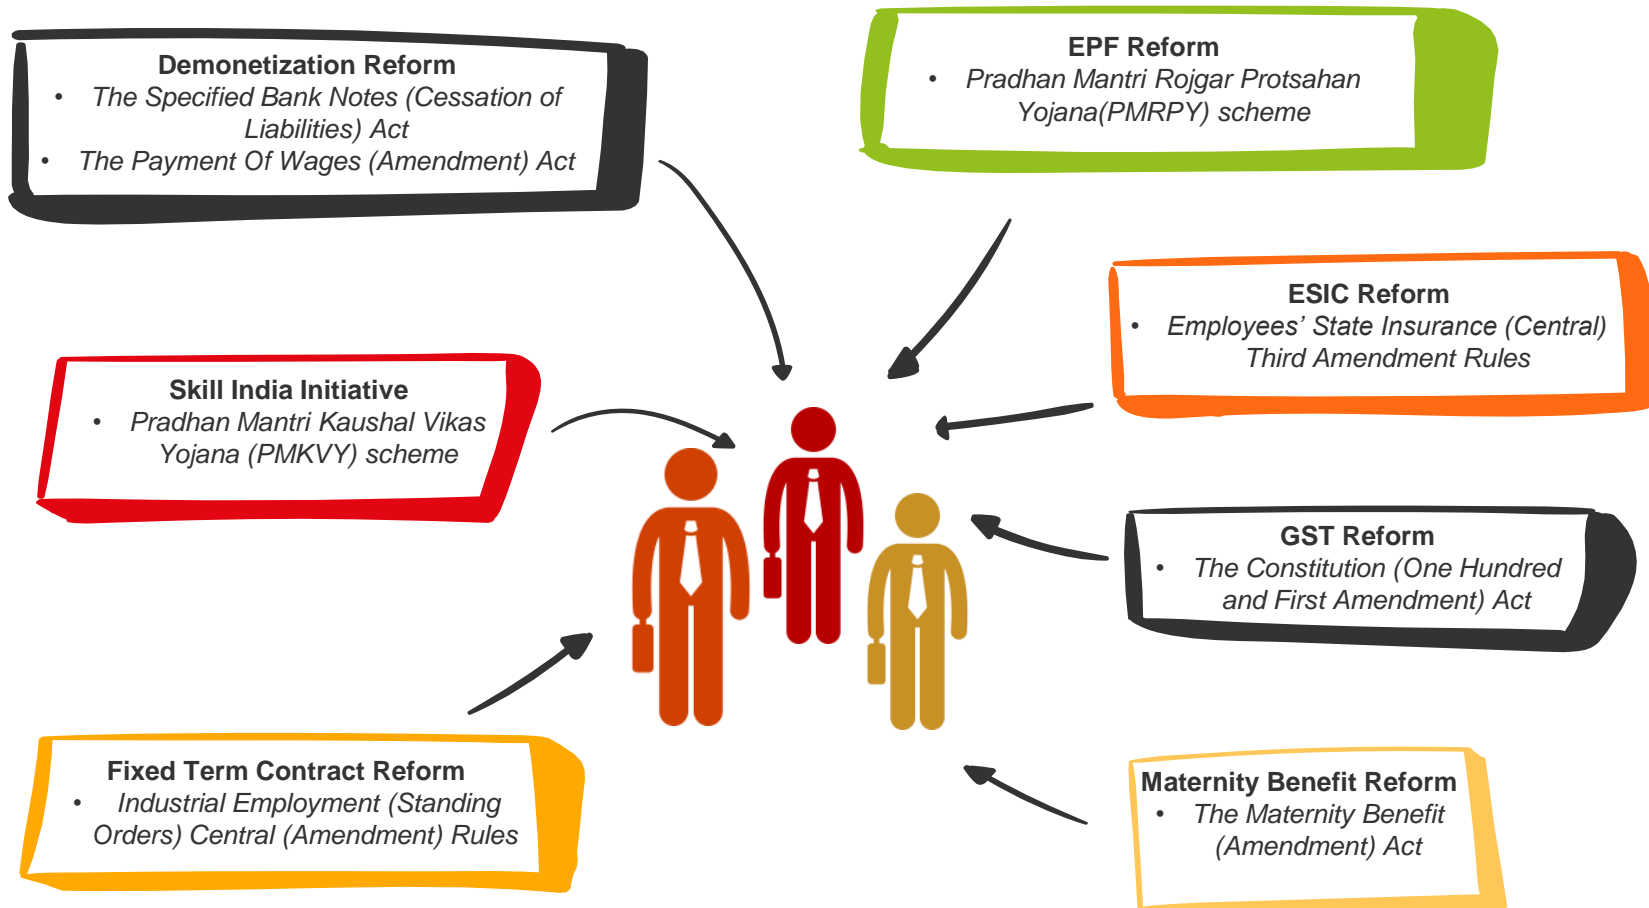 Demonetization Reform
• The Specified Bank Notes (Cessation of
Liabilities) Act
• The Payment Of Wages (Amendment) Act
EPF Reform
• Pradhan Mantri Rojgar Protsahan
Yojana(PMRPY) scheme
ESIC Reform
• Employees’ State Insurance (Central)
Third Amendment Rules
Skill India Initiative
• Pradhan Mantri Kaushal Vikas
Yojana (PMKVY) scheme
GST Reform
• The Constitution (One Hundred
and First Amendment) Act
Fixed Term Contract Reform
• Industrial Employment (Standing
Orders) Central (Amendment) Rules
Maternity Benefit Reform
• The Maternity Benefit
(Amendment) Act